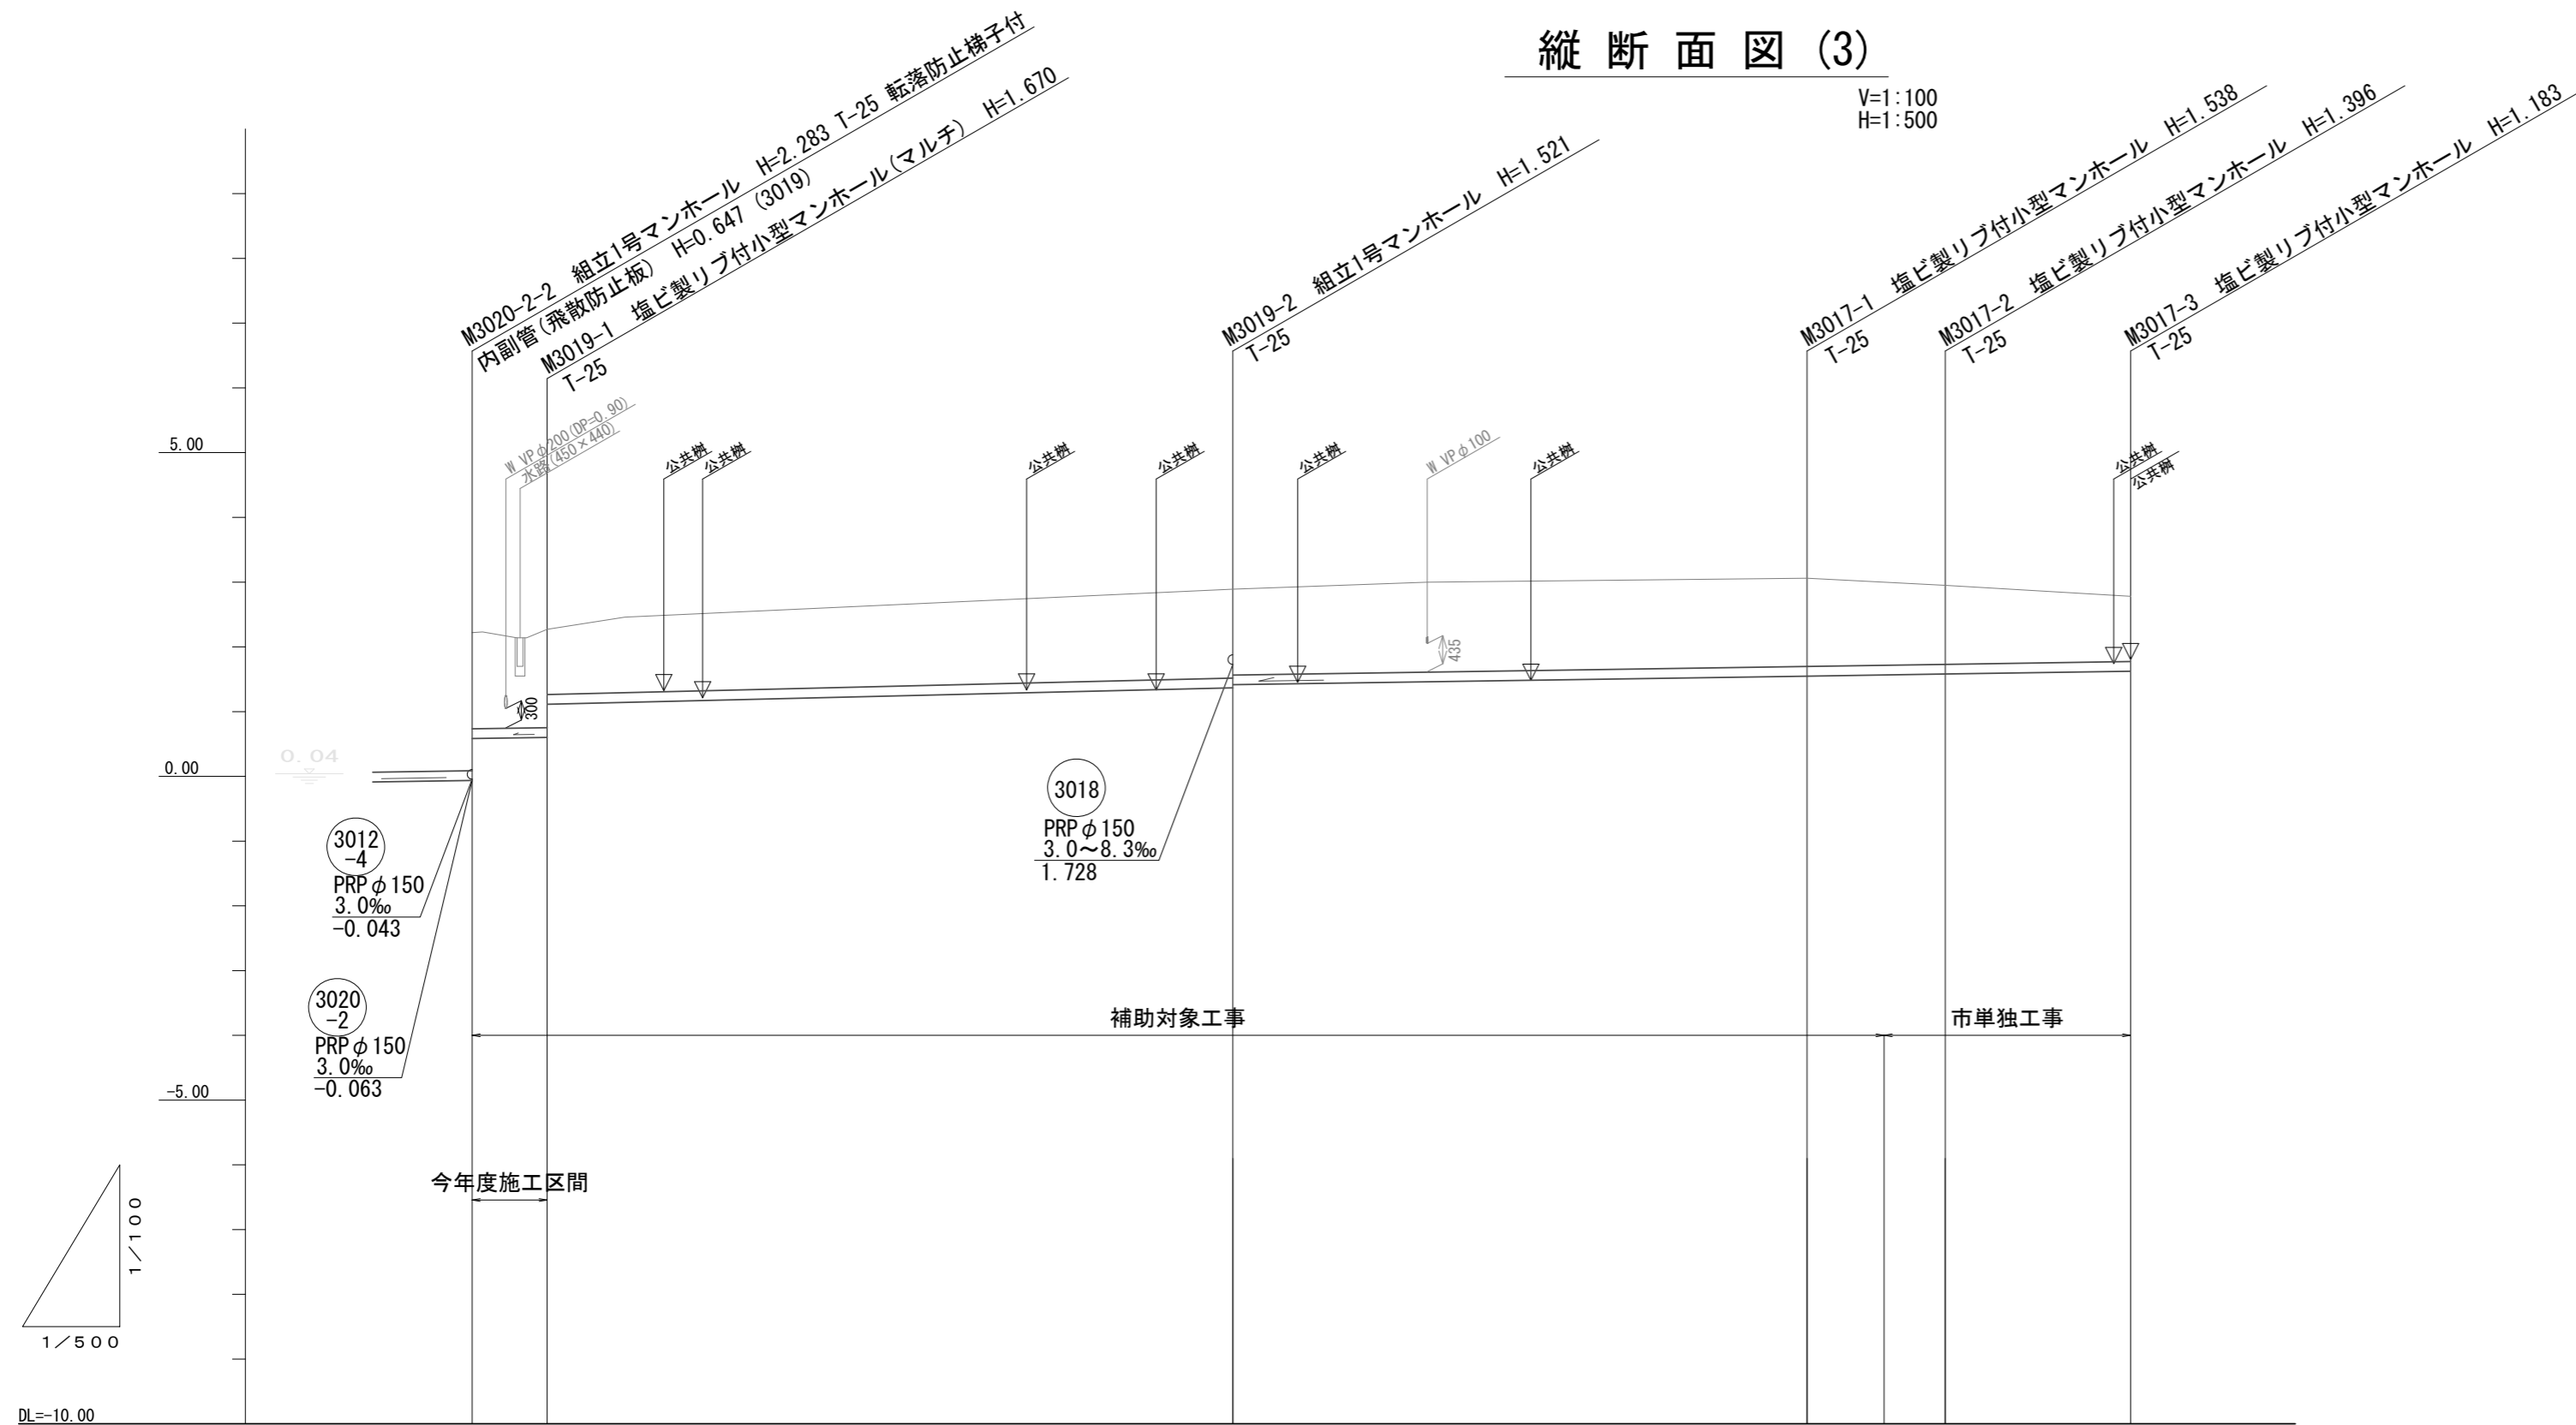 縦断面図(3)
V=1:100
H=1:500
M3020-2-2 組立1号マンホール H=2.283 T-25 転落防止梯子付
内副管(飛散防止板) H=0.647 (3019)
M3019-1 塩ビ製リブ付小型マンホール(マルチ) H=1.670
T-25
M3019-2 組立1号マンホール H=1.521
T-25
M3017-1 塩ビ製リブ付小型マンホール H=1.538
T-25
M3017-2 塩ビ製リブ付小型マンホール H=1.396
T-25
M3017-3 塩ビ製リブ付小型マンホール H=1.183
T-25
W VPφ200(DP=0.90)
水路(450×440)
公共桝
公共桝
公共桝
公共桝
公共桝
W VPφ100
公共桝
公共桝
公共桝
5.00
435
300
0.04
0.00
3012
-4
PRPφ150
3.0‰
-0.043
3018
PRPφ150
3.0～8.3‰
1.728
3020
-2
PRPφ150
3.0‰
-0.063
補助対象工事
市単独工事
-5.00
今年度施工区間
1/100
1/500
DL=-10.00